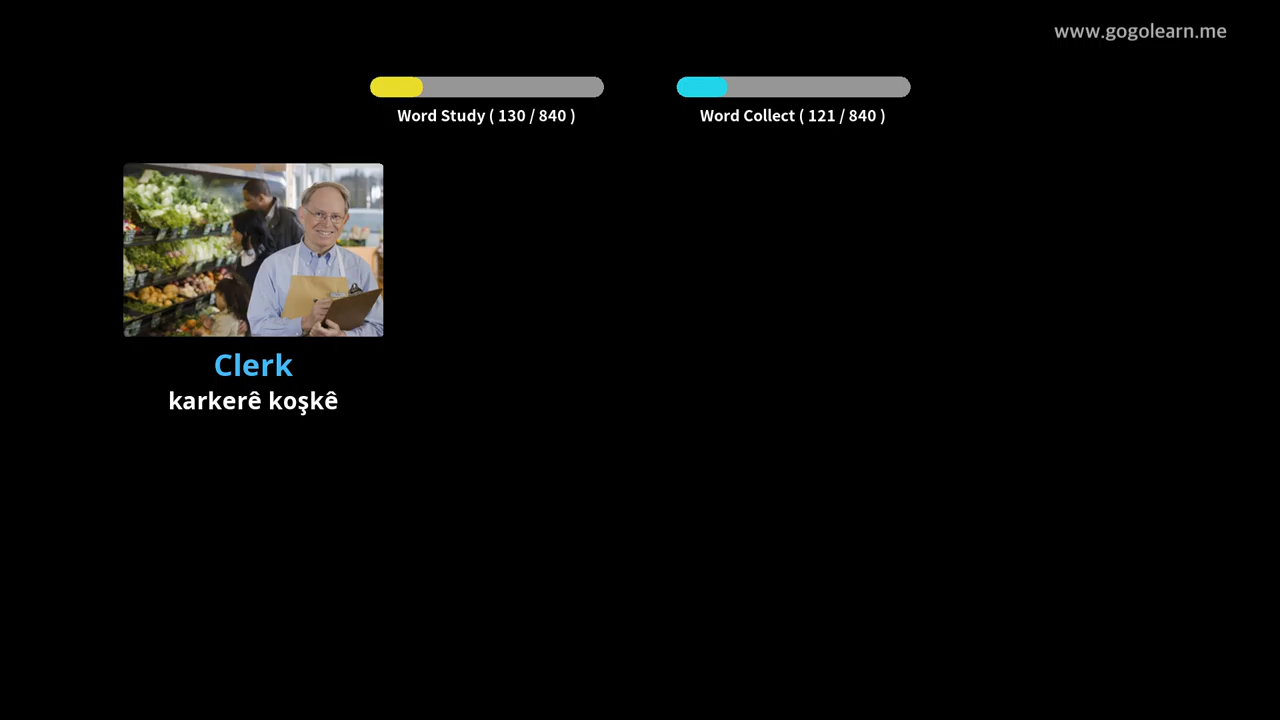 www.gogolearn.me
Word Study ( 130 / 840 )
Word Collect ( 121 / 840 )
Clerk
karkerê koşkê